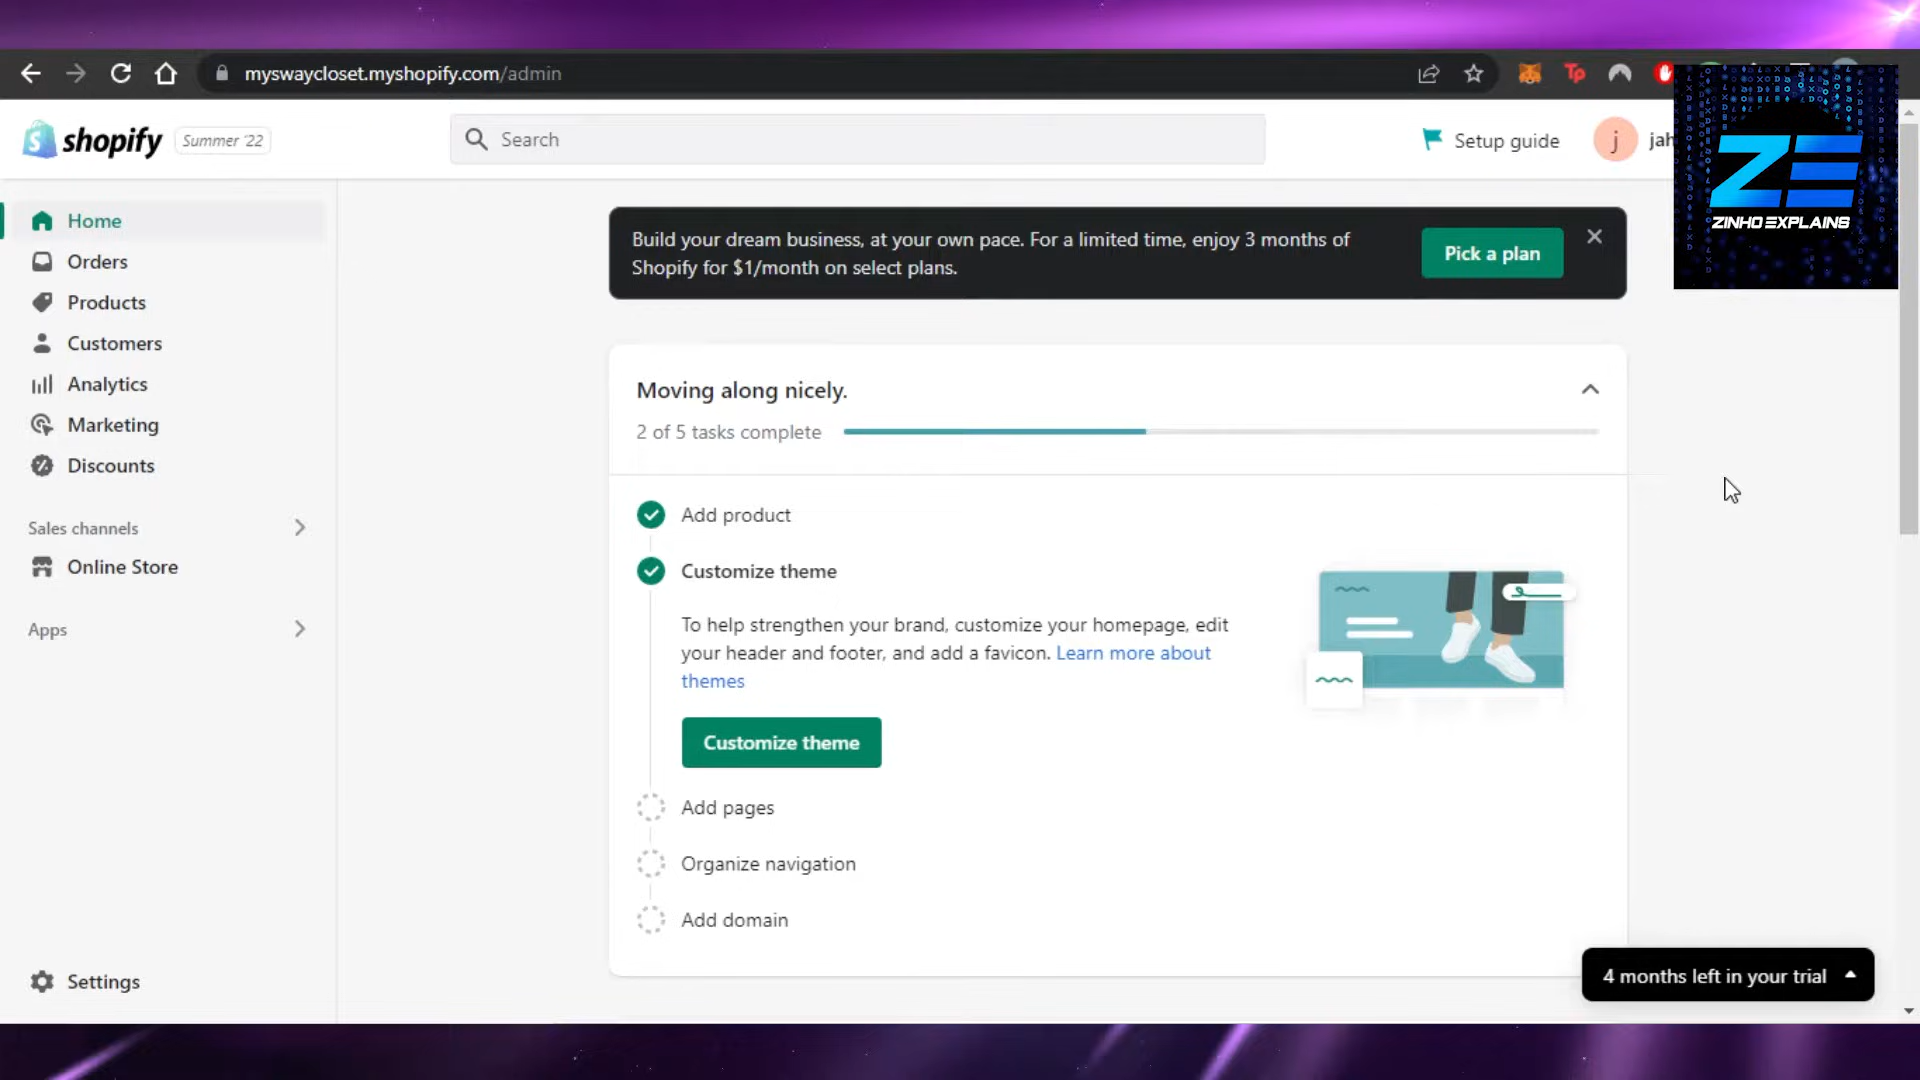 myswaycloset.myshopify.com/admin
Tp
shopify
Summer '22
Search
Setup guide
j
jah
ZE
ZINHO EXPLAINS
Home
Orders
Products
Customers
Analytics
Marketing
Discounts
Sales channels
Online Store
Apps
Settings
Build your dream business, at your own pace. For a limited time, enjoy 3 months of
Shopify for $1/month on select plans.
Pick a plan
Moving along nicely.
2 of 5 tasks complete
Add product
Customize theme
To help strengthen your brand, customize your homepage, edit
your header and footer, and add a favicon. Learn more about
themes
Customize theme
Add pages
Organize navigation
Add domain
4 months left in your trial